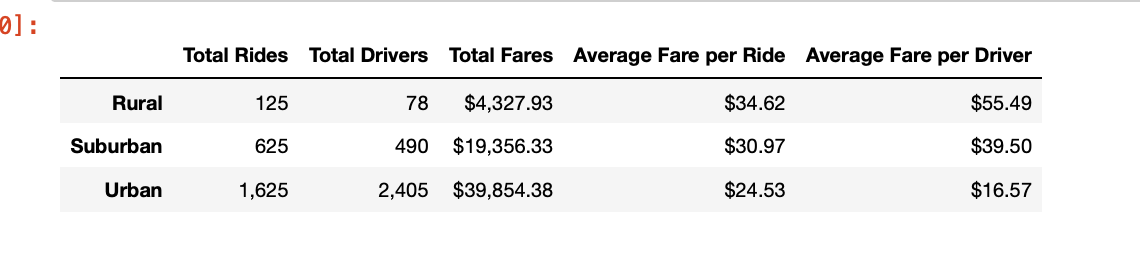 0]:
Total Rides Total Drivers Total Fares Average Fare per Ride Average Fare per Driver
Rural 125 78 $4,327.93 $34.62 $55.49
Suburban 625 490 $19,356.33 $30.97 $39.50
Urban 1,625 2,405 $39,854.38 $24.53 $16.57